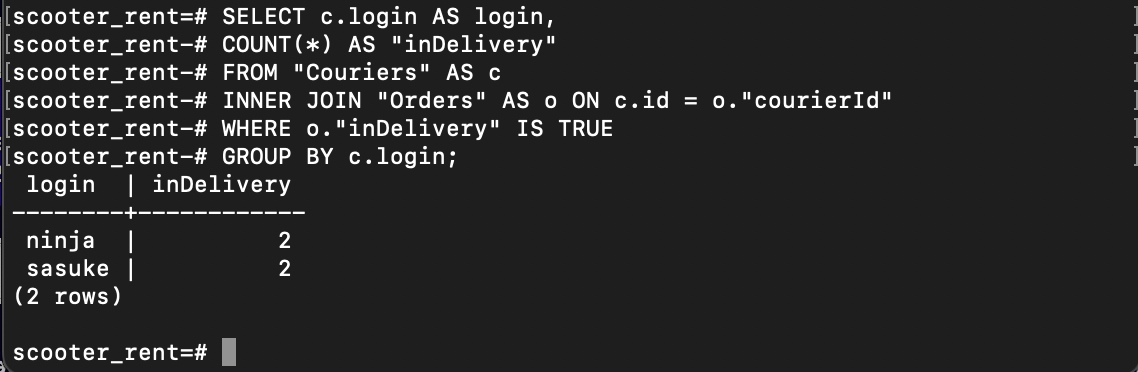 scooter_rent=# SELECT c.login AS login,
scooter_rent-# COUNT(*) AS "inDelivery"
scooter_rent-# FROM "Couriers" AS c
scooter_rent-# INNER JOIN "Orders" AS o ON c.id = o."courierId"
scooter_rent-# WHERE o."inDelivery" IS TRUE
scooter_rent-# GROUP BY c.login;
 login  | inDelivery
--------+------------
 ninja  |          2
 sasuke |          2
(2 rows)

scooter_rent=#